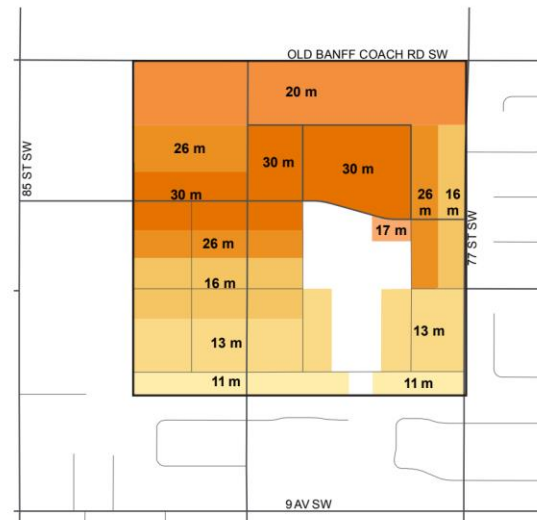 OLD BANFF COACH RD SW
20 m
26 m
30 m
30 m
85 ST SW
30 m
26
m
16
m
17 m
77 ST SW
26 m
16 m
13 m
13 m
11 m
11 m
9 AV SW